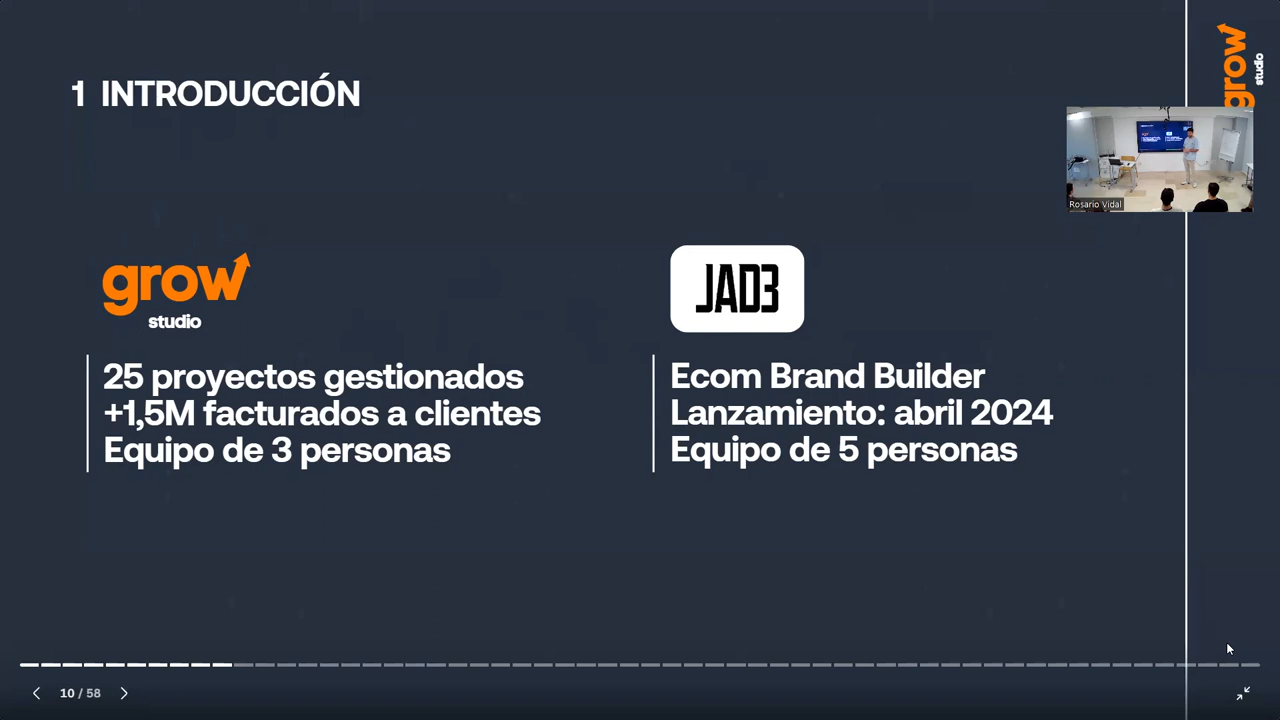 1 INTRODUCCIÓN
grow
studio
Rosario Vidal
grow
studio
25 proyectos gestionados
+1,5M facturados a clientes
Equipo de 3 personas
JAD3
Ecom Brand Builder
Lanzamiento: abril 2024
Equipo de 5 personas
10 / 58